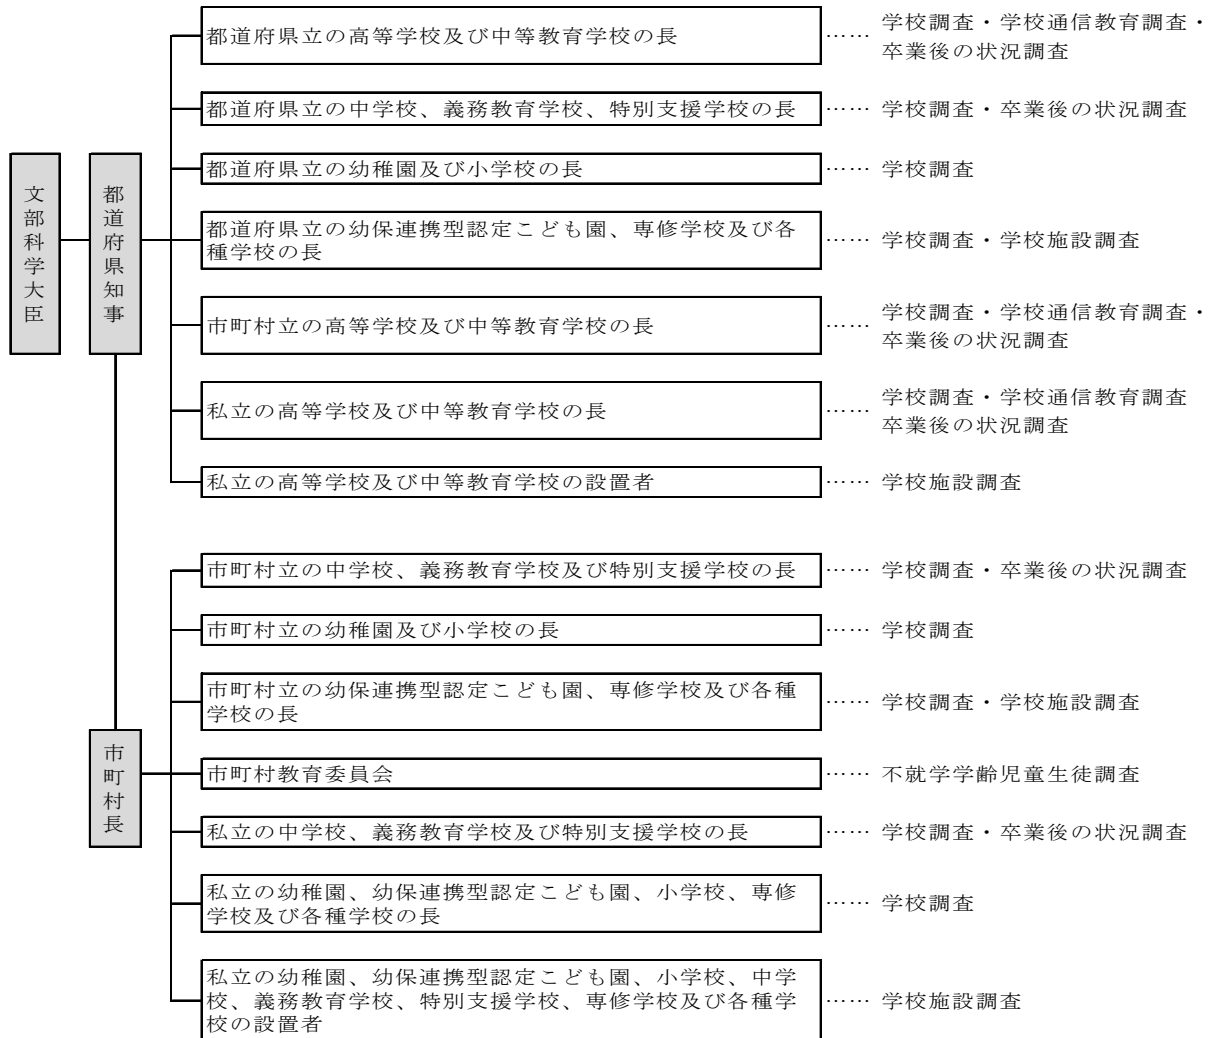 都道府県立の高等学校及び中等教育学校の長
……
学校調査・学校通信教育調査・
卒業後の状況調査
都道府県立の中学校、義務教育学校、特別支援学校の長
……
学校調査・卒業後の状況調査
都道府県立の幼稚園及び小学校の長
……
学校調査
文部科学大臣
都道府県知事
都道府県立の幼保連携型認定こども園、専修学校及び各
種学校の長
……
学校調査・学校施設調査
市町村立の高等学校及び中等教育学校の長
……
学校調査・学校通信教育調査・
卒業後の状況調査
私立の高等学校及び中等教育学校の長
……
学校調査・学校通信教育調査
卒業後の状況調査
私立の高等学校及び中等教育学校の設置者
……
学校施設調査
市町村立の中学校、義務教育学校及び特別支援学校の長
……
学校調査・卒業後の状況調査
市町村立の幼稚園及び小学校の長
……
学校調査
市町村立の幼保連携型認定こども園、専修学校及び各種
学校の長
……
学校調査・学校施設調査
市町村長
市町村教育委員会
……
不就学学齢児童生徒調査
私立の中学校、義務教育学校及び特別支援学校の長
……
学校調査・卒業後の状況調査
私立の幼稚園、幼保連携型認定こども園、小学校、専修
学校及び各種学校の長
……
学校調査
私立の幼稚園、幼保連携型認定こども園、小学校、中学
校、義務教育学校、特別支援学校、専修学校及び各種学
校の設置者
……
学校施設調査